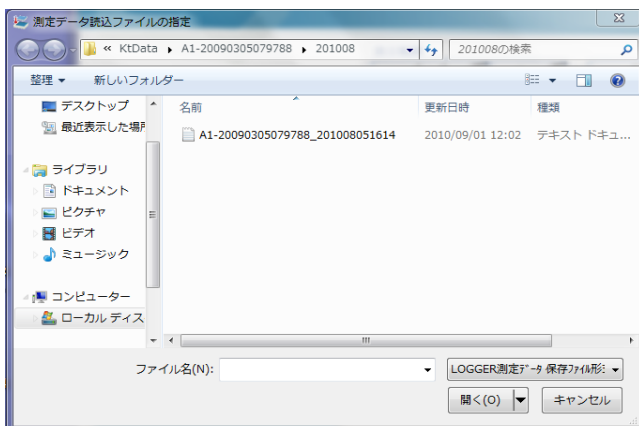 測定データ読込ファイルの指定
« KtData ▸ A1-20090305079788 ▸ 201008
201008の検索
整理 ▼ 新しいフォルダー
デスクトップ
最近表示した場所
ライブラリ
ドキュメント
ピクチャ
ビデオ
ミュージック
コンピューター
ローカル ディス
名前 更新日時 種類
A1-20090305079788_201008051614 2010/09/01 12:02 テキスト ドキュ...
ファイル名(N):
LOGGER測定ﾃﾞｰﾀ 保存ﾌｧｲﾙ形
開く(O) キャンセル